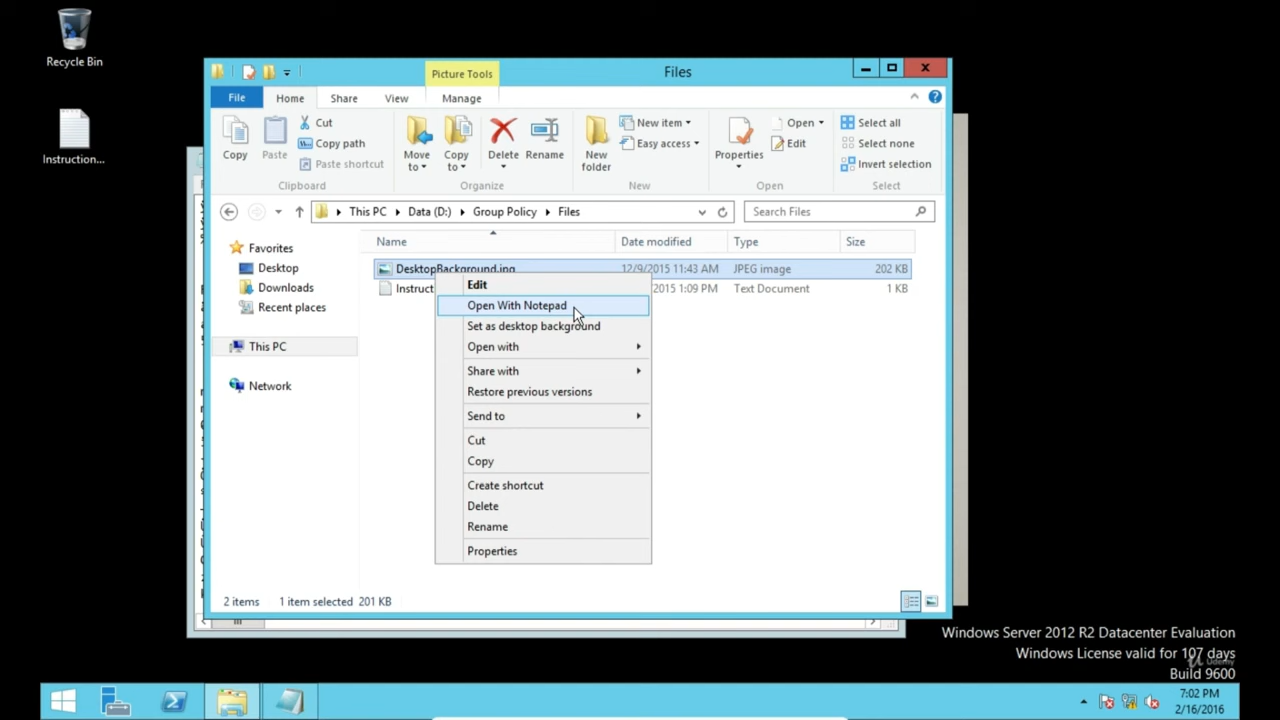 Recycle Bin
Instruction...
Picture Tools
Files
File
Home
Share
View
Manage
Copy
Paste
Cut
Copy path
Paste shortcut
Clipboard
Move to
Copy to
Delete
Rename
Organize
New folder
New item
Easy access
New
Properties
Open
Edit
Open
Select all
Select none
Invert selection
Select
This PC
Data (D:)
Group Policy
Files
Search Files
Favorites
Desktop
Downloads
Recent places
This PC
Network
Name
Date modified
Type
Size
DesktopBackground.jpg
12/9/2015 11:43 AM
JPEG image
202 KB
Instruct
2015 1:09 PM
Text Document
1 KB
Edit
Open With Notepad
Set as desktop background
Open with
Share with
Restore previous versions
Send to
Cut
Copy
Create shortcut
Delete
Rename
Properties
2 items
1 item selected 201 KB
Windows Server 2012 R2 Datacenter Evaluation
Windows License valid for 107 days
Build 9600
Udemy
7:02 PM
2/16/2016